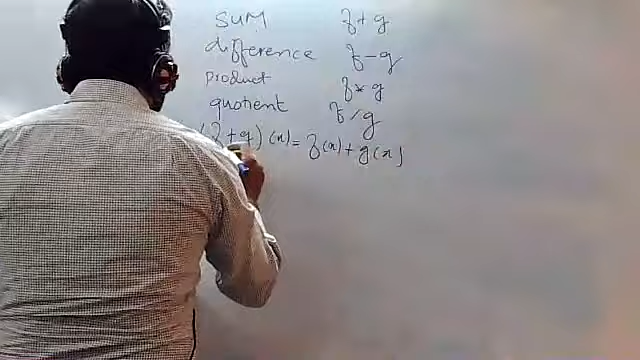 SUM f + g
difference f - g
product f * g
quotient f / g
(f + g) (x) = f(x) + g(x)